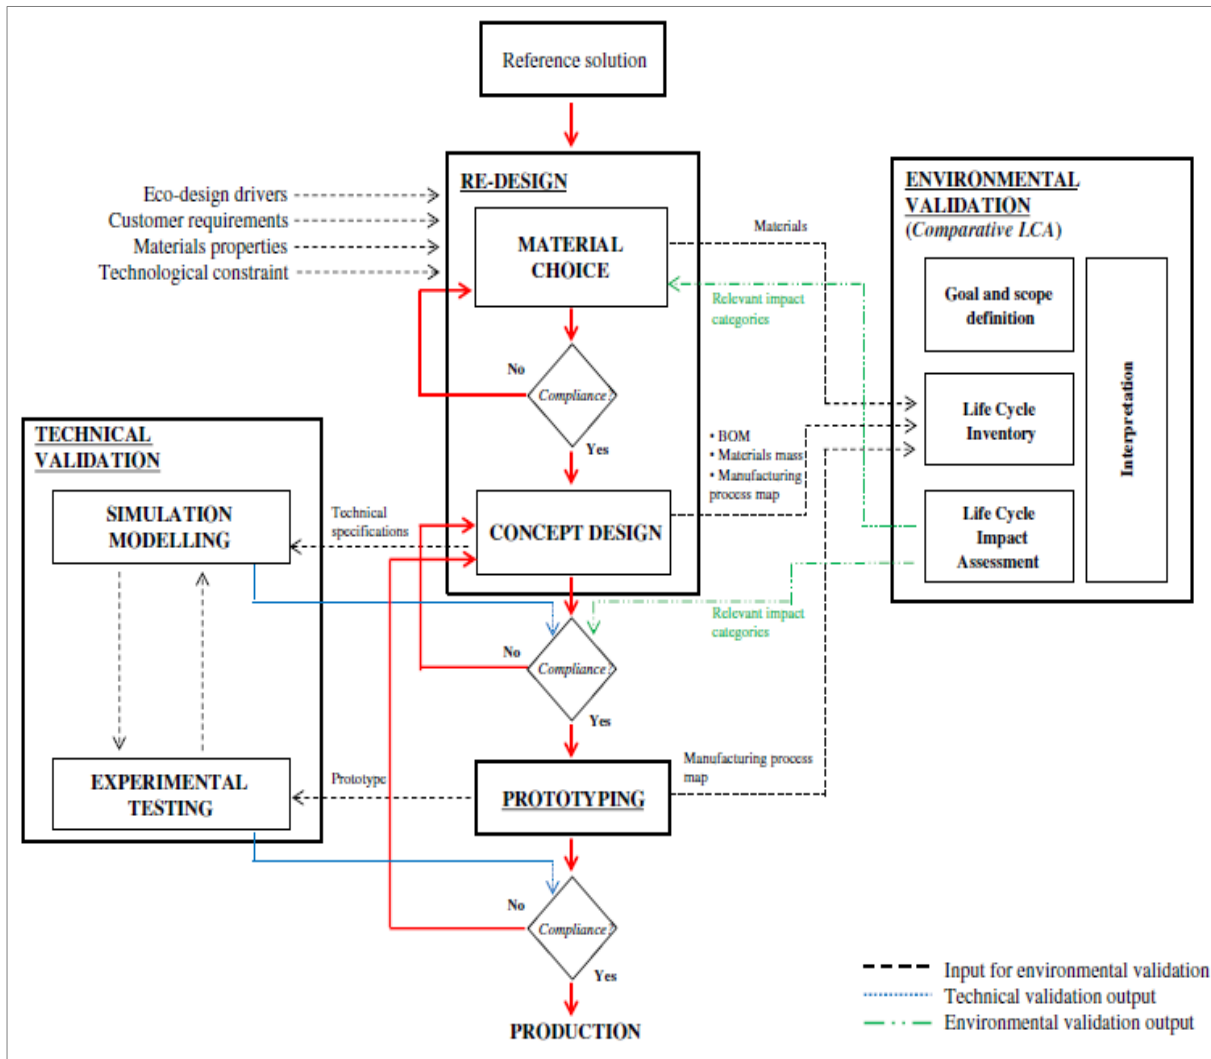 Reference solution
RE-DESIGN
Eco-design drivers
Customer requirements
Materials properties
Technological constraint
MATERIAL
CHOICE
Materials
Relevant impact
categories
ENVIRONMENTAL
VALIDATION
(Comparative LCA)
Goal and scope
definition
Life Cycle
Inventory
Life Cycle
Impact
Assessment
Interpretation
No
Compliance?
Yes
• BOM
• Materials mass
• Manufacturing
process map
TECHNICAL
VALIDATION
SIMULATION
MODELLING
Technical
specifications
CONCEPT DESIGN
Relevant impact
categories
No
Compliance?
Yes
EXPERIMENTAL
TESTING
Prototype
PROTOTYPING
Manufacturing process
map
No
Compliance?
Yes
PRODUCTION
Input for environmental validation
Technical validation output
Environmental validation output